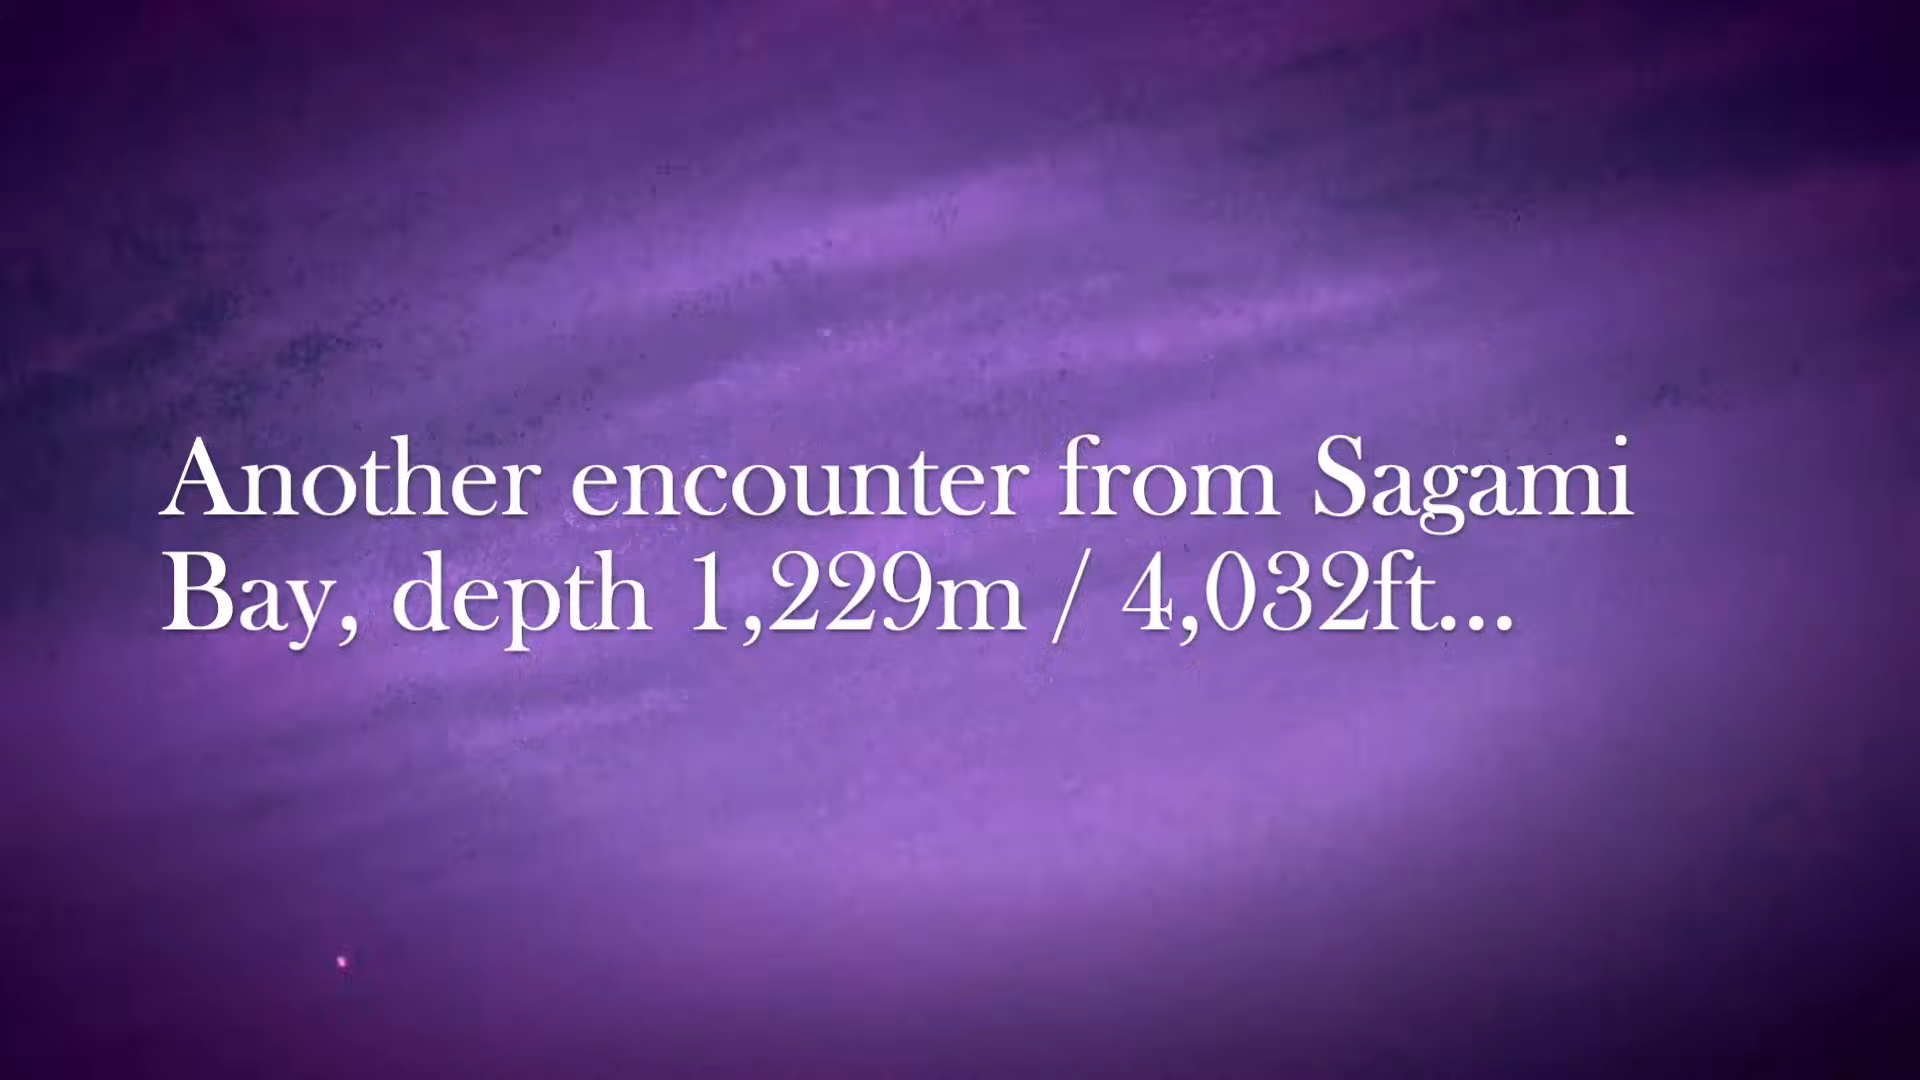 Another encounter from Sagami
Bay, depth 1,229m / 4,032ft...